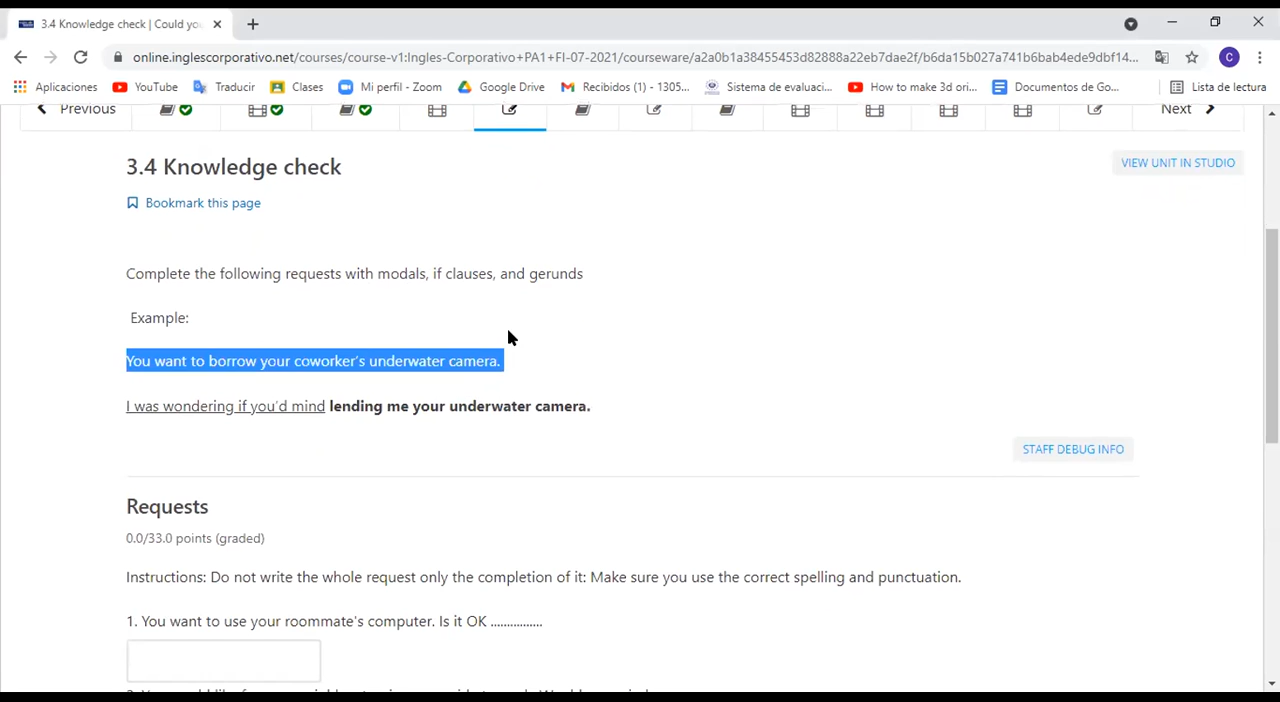 3.4 Knowledge check | Could you
online.inglescorporativo.net/courses/course-v1:Ingles-Corporativo+PA1+FI-07-2021/courseware/a2a0b1a38455453d82888a22eb7dae2f/b6da15b027a741b6bab4ede9dbf14...
C
Aplicaciones YouTube Traducir Clases Mi perfil - Zoom Google Drive Recibidos (1) - 1305... Sistema de evaluaci... How to make 3d ori... Documentos de Go... Lista de lectura
Previous Next
3.4 Knowledge check
VIEW UNIT IN STUDIO
Bookmark this page
Complete the following requests with modals, if clauses, and gerunds
Example:
You want to borrow your coworker's underwater camera.
I was wondering if you'd mind lending me your underwater camera.
STAFF DEBUG INFO
Requests
0.0/33.0 points (graded)
Instructions: Do not write the whole request only the completion of it: Make sure you use the correct spelling and punctuation.
1. You want to use your roommate's computer. Is it OK ................